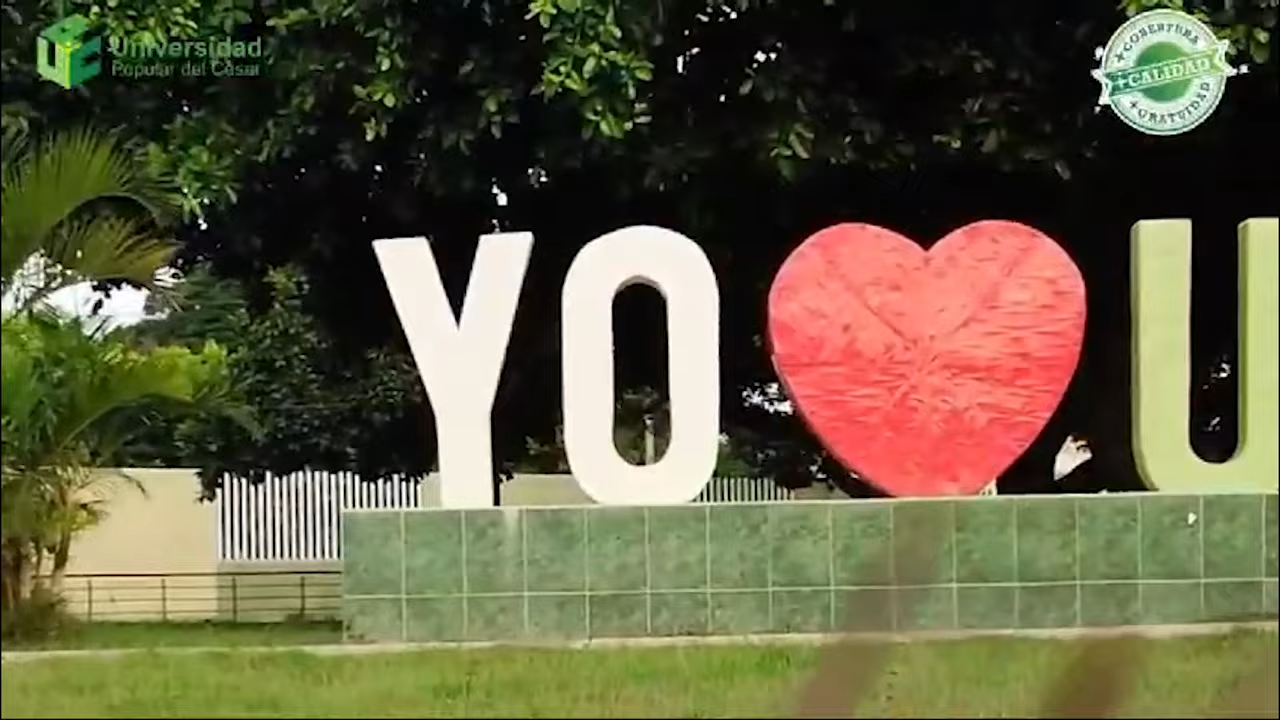 Universidad
Popular del Cesar
+ COBERTURA
+ CALIDAD
+ GRATUIDAD
YO U